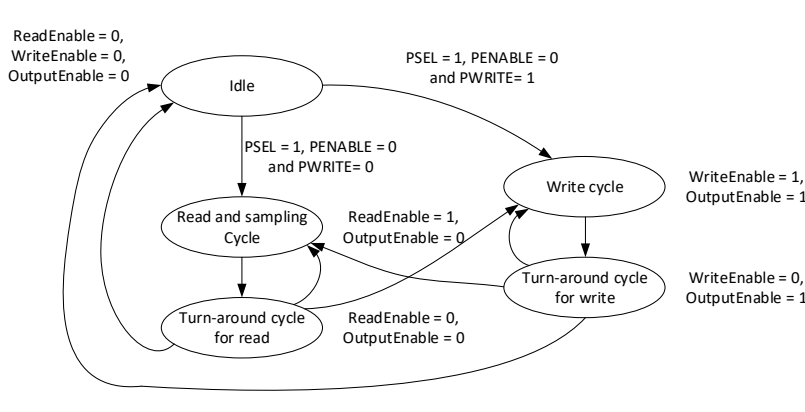 ReadEnable = 0,
WriteEnable = 0,
OutputEnable = 0
Idle
PSEL = 1, PENABLE = 0
and PWRITE= 1
PSEL = 1, PENABLE = 0
and PWRITE= 0
Write cycle
WriteEnable = 1,
OutputEnable = 1
Read and sampling
Cycle
ReadEnable = 1,
OutputEnable = 0
Turn-around cycle
for write
WriteEnable = 0,
OutputEnable = 1
Turn-around cycle
for read
ReadEnable = 0,
OutputEnable = 0